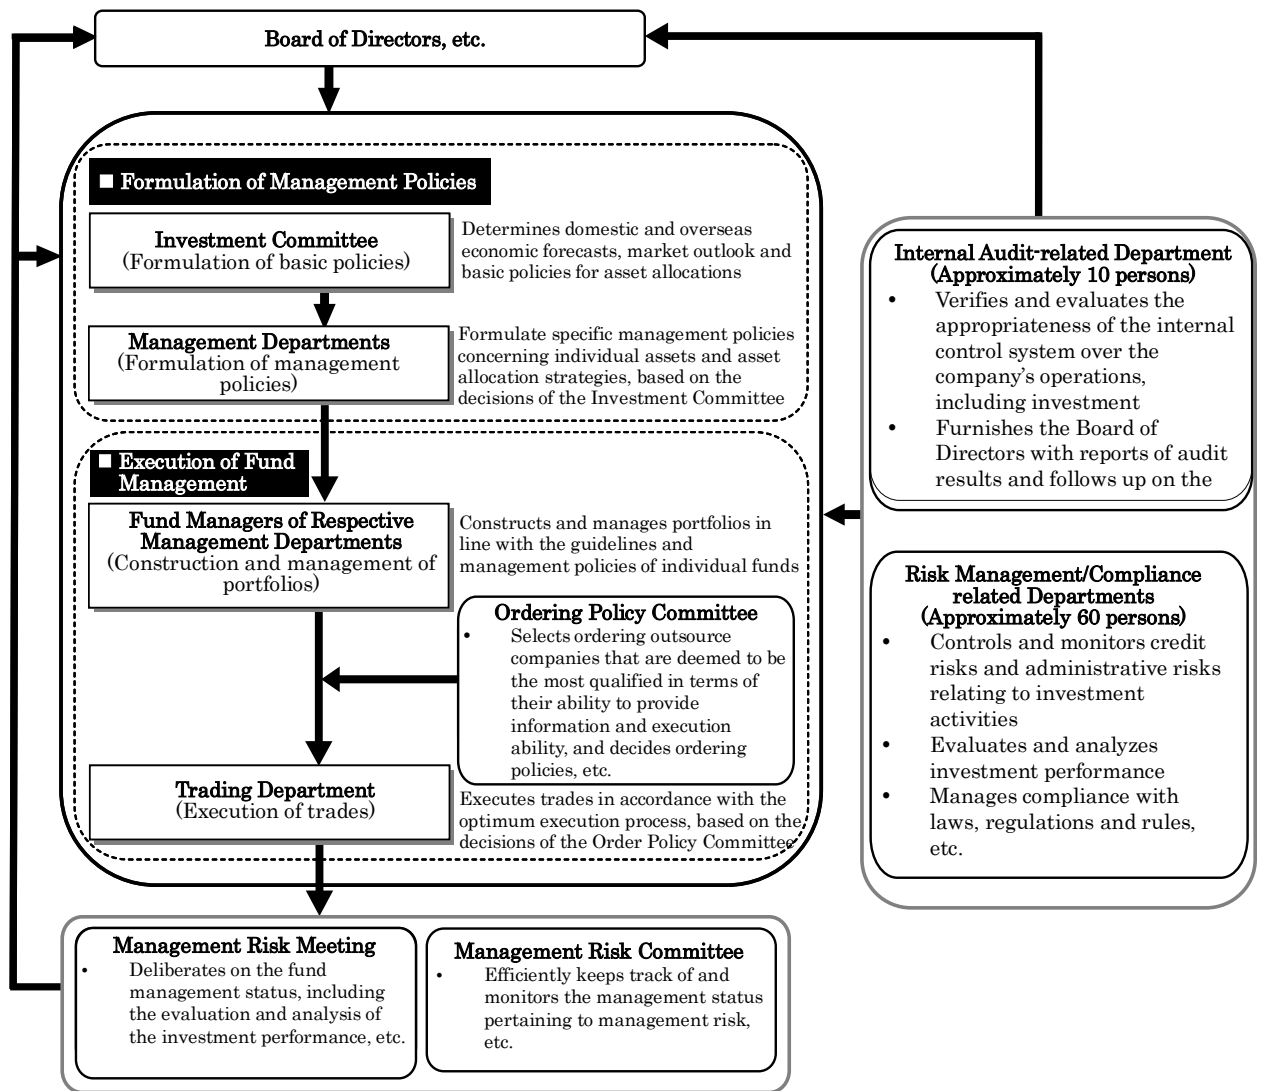 Board of Directors, etc.
■ Formulation of Management Policies
Investment Committee
(Formulation of basic policies)
Determines domestic and overseas
economic forecasts, market outlook and
basic policies for asset allocations
Management Departments
(Formulation of management
policies)
Formulate specific management policies
concerning individual assets and asset
allocation strategies, based on the
decisions of the Investment Committee
■ Execution of Fund
Management
Fund Managers of Respective
Management Departments
(Construction and management of
portfolios)
Constructs and manages portfolios in
line with the guidelines and
management policies of individual funds
Ordering Policy Committee
• Selects ordering outsource
companies that are deemed to be
the most qualified in terms of
their ability to provide
information and execution
ability, and decides ordering
policies, etc.
Trading Department
(Execution of trades)
Executes trades in accordance with the
optimum execution process, based on the
decisions of the Order Policy Committee
Management Risk Meeting
• Deliberates on the fund
management status, including
the evaluation and analysis of
the investment performance, etc.
Management Risk Committee
• Efficiently keeps track of and
monitors the management status
pertaining to management risk,
etc.
Internal Audit-related Department
(Approximately 10 persons)
• Verifies and evaluates the
appropriateness of the internal
control system over the
company's operations,
including investment
• Furnishes the Board of
Directors with reports of audit
results and follows up on the
Risk Management/Compliance
related Departments
(Approximately 60 persons)
• Controls and monitors credit
risks and administrative risks
relating to investment
activities
• Evaluates and analyzes
investment performance
• Manages compliance with
laws, regulations and rules,
etc.